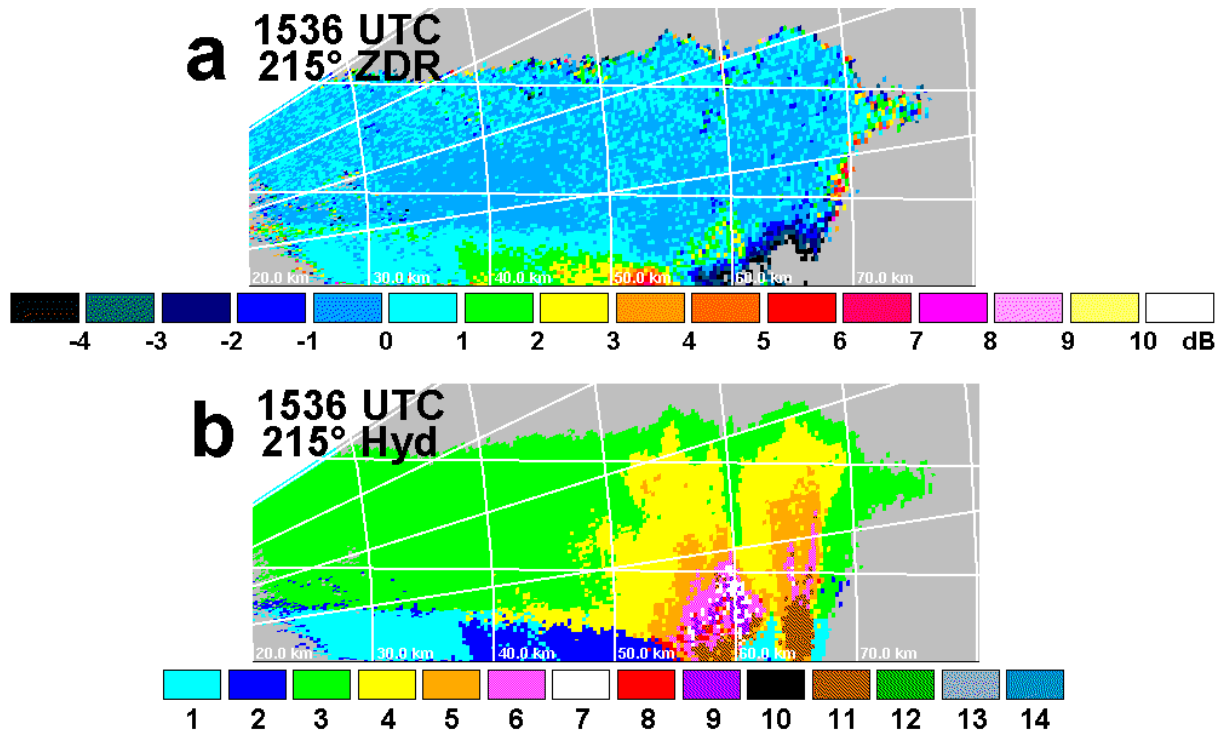 a 1536 UTC
215° ZDR
20.0 km 30.0 km 40.0 km 50.0 km 60.0 km 70.0 km
-4 -3 -2 -1 0 1 2 3 4 5 6 7 8 9 10 dB
b 1536 UTC
215° Hyd
20.0 km 30.0 km 40.0 km 50.0 km 60.0 km 70.0 km
1 2 3 4 5 6 7 8 9 10 11 12 13 14